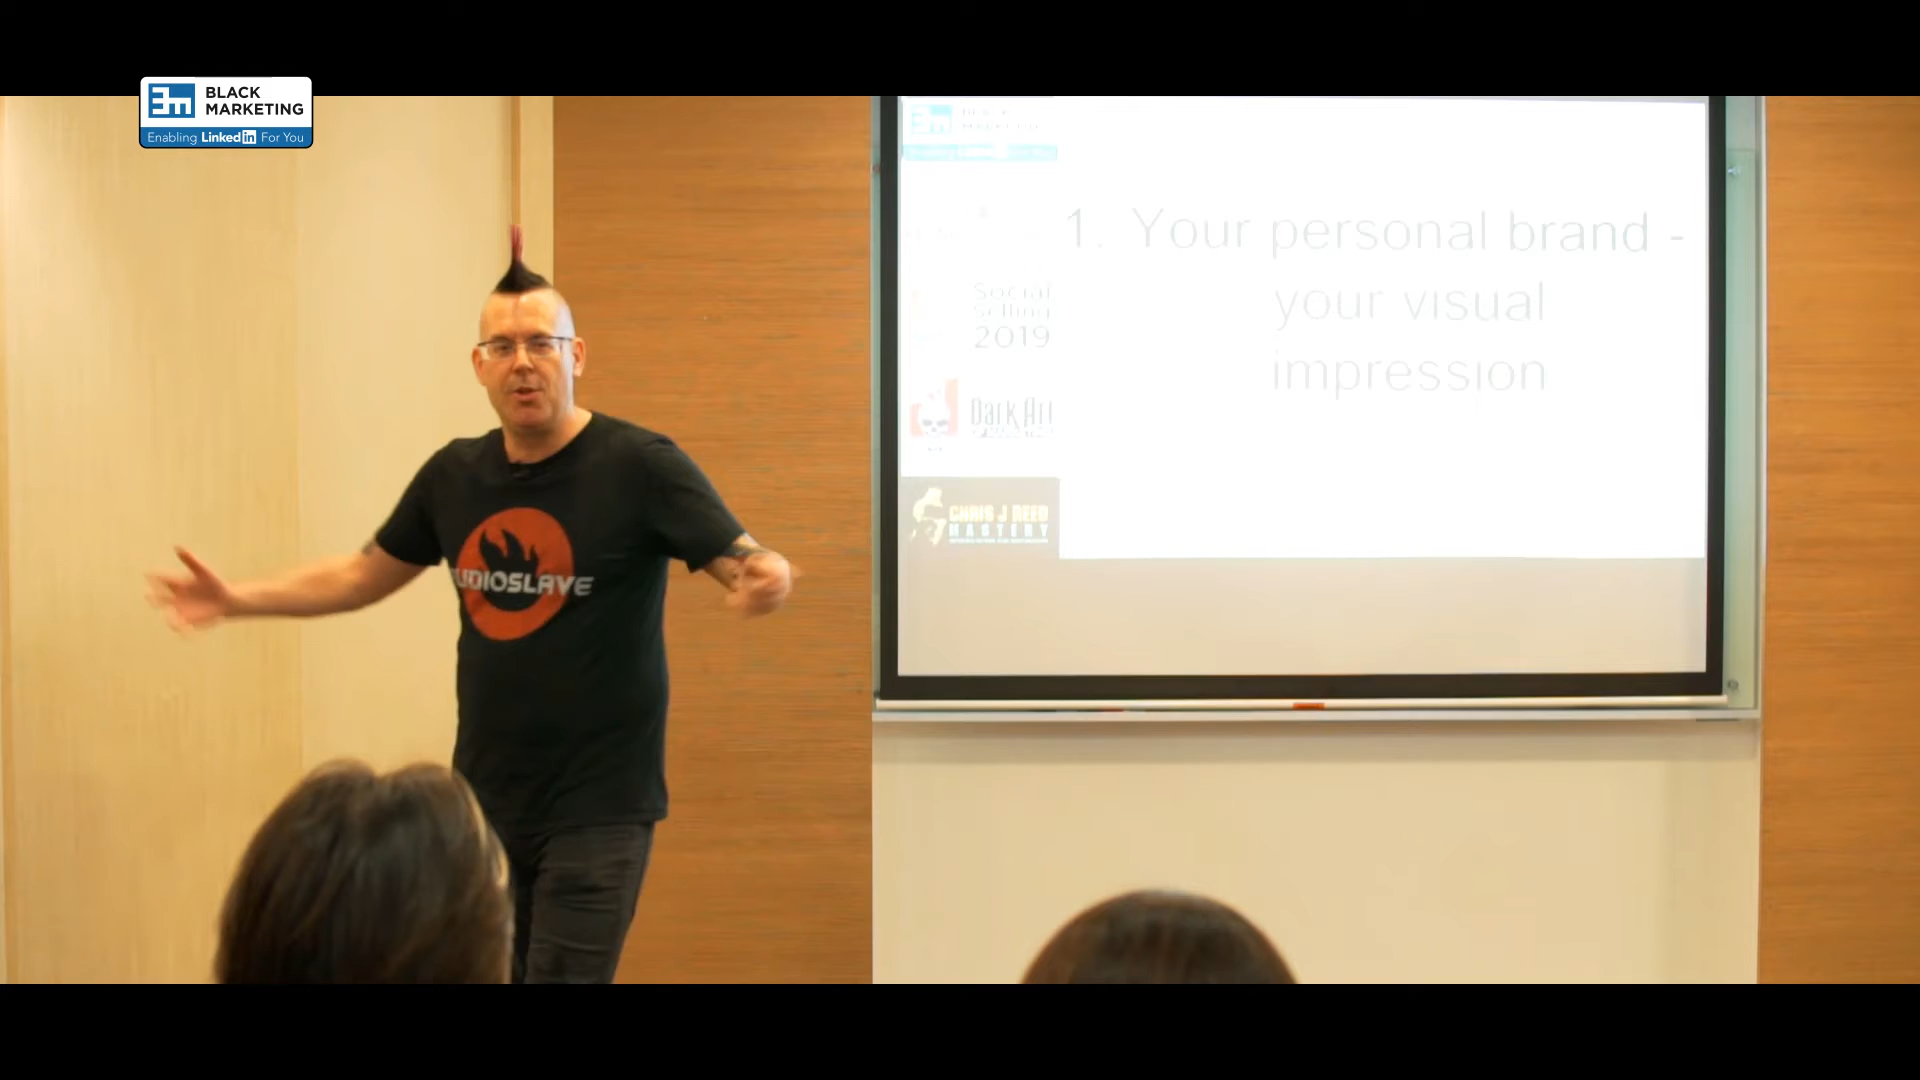 BLACK
MARKETING
Enabling Linked in For You
1. Your personal brand -
your visual
impression
Social
Selling
2019
Dark Art
CHRIS J REED
MASTERY
UDIOSLAVE